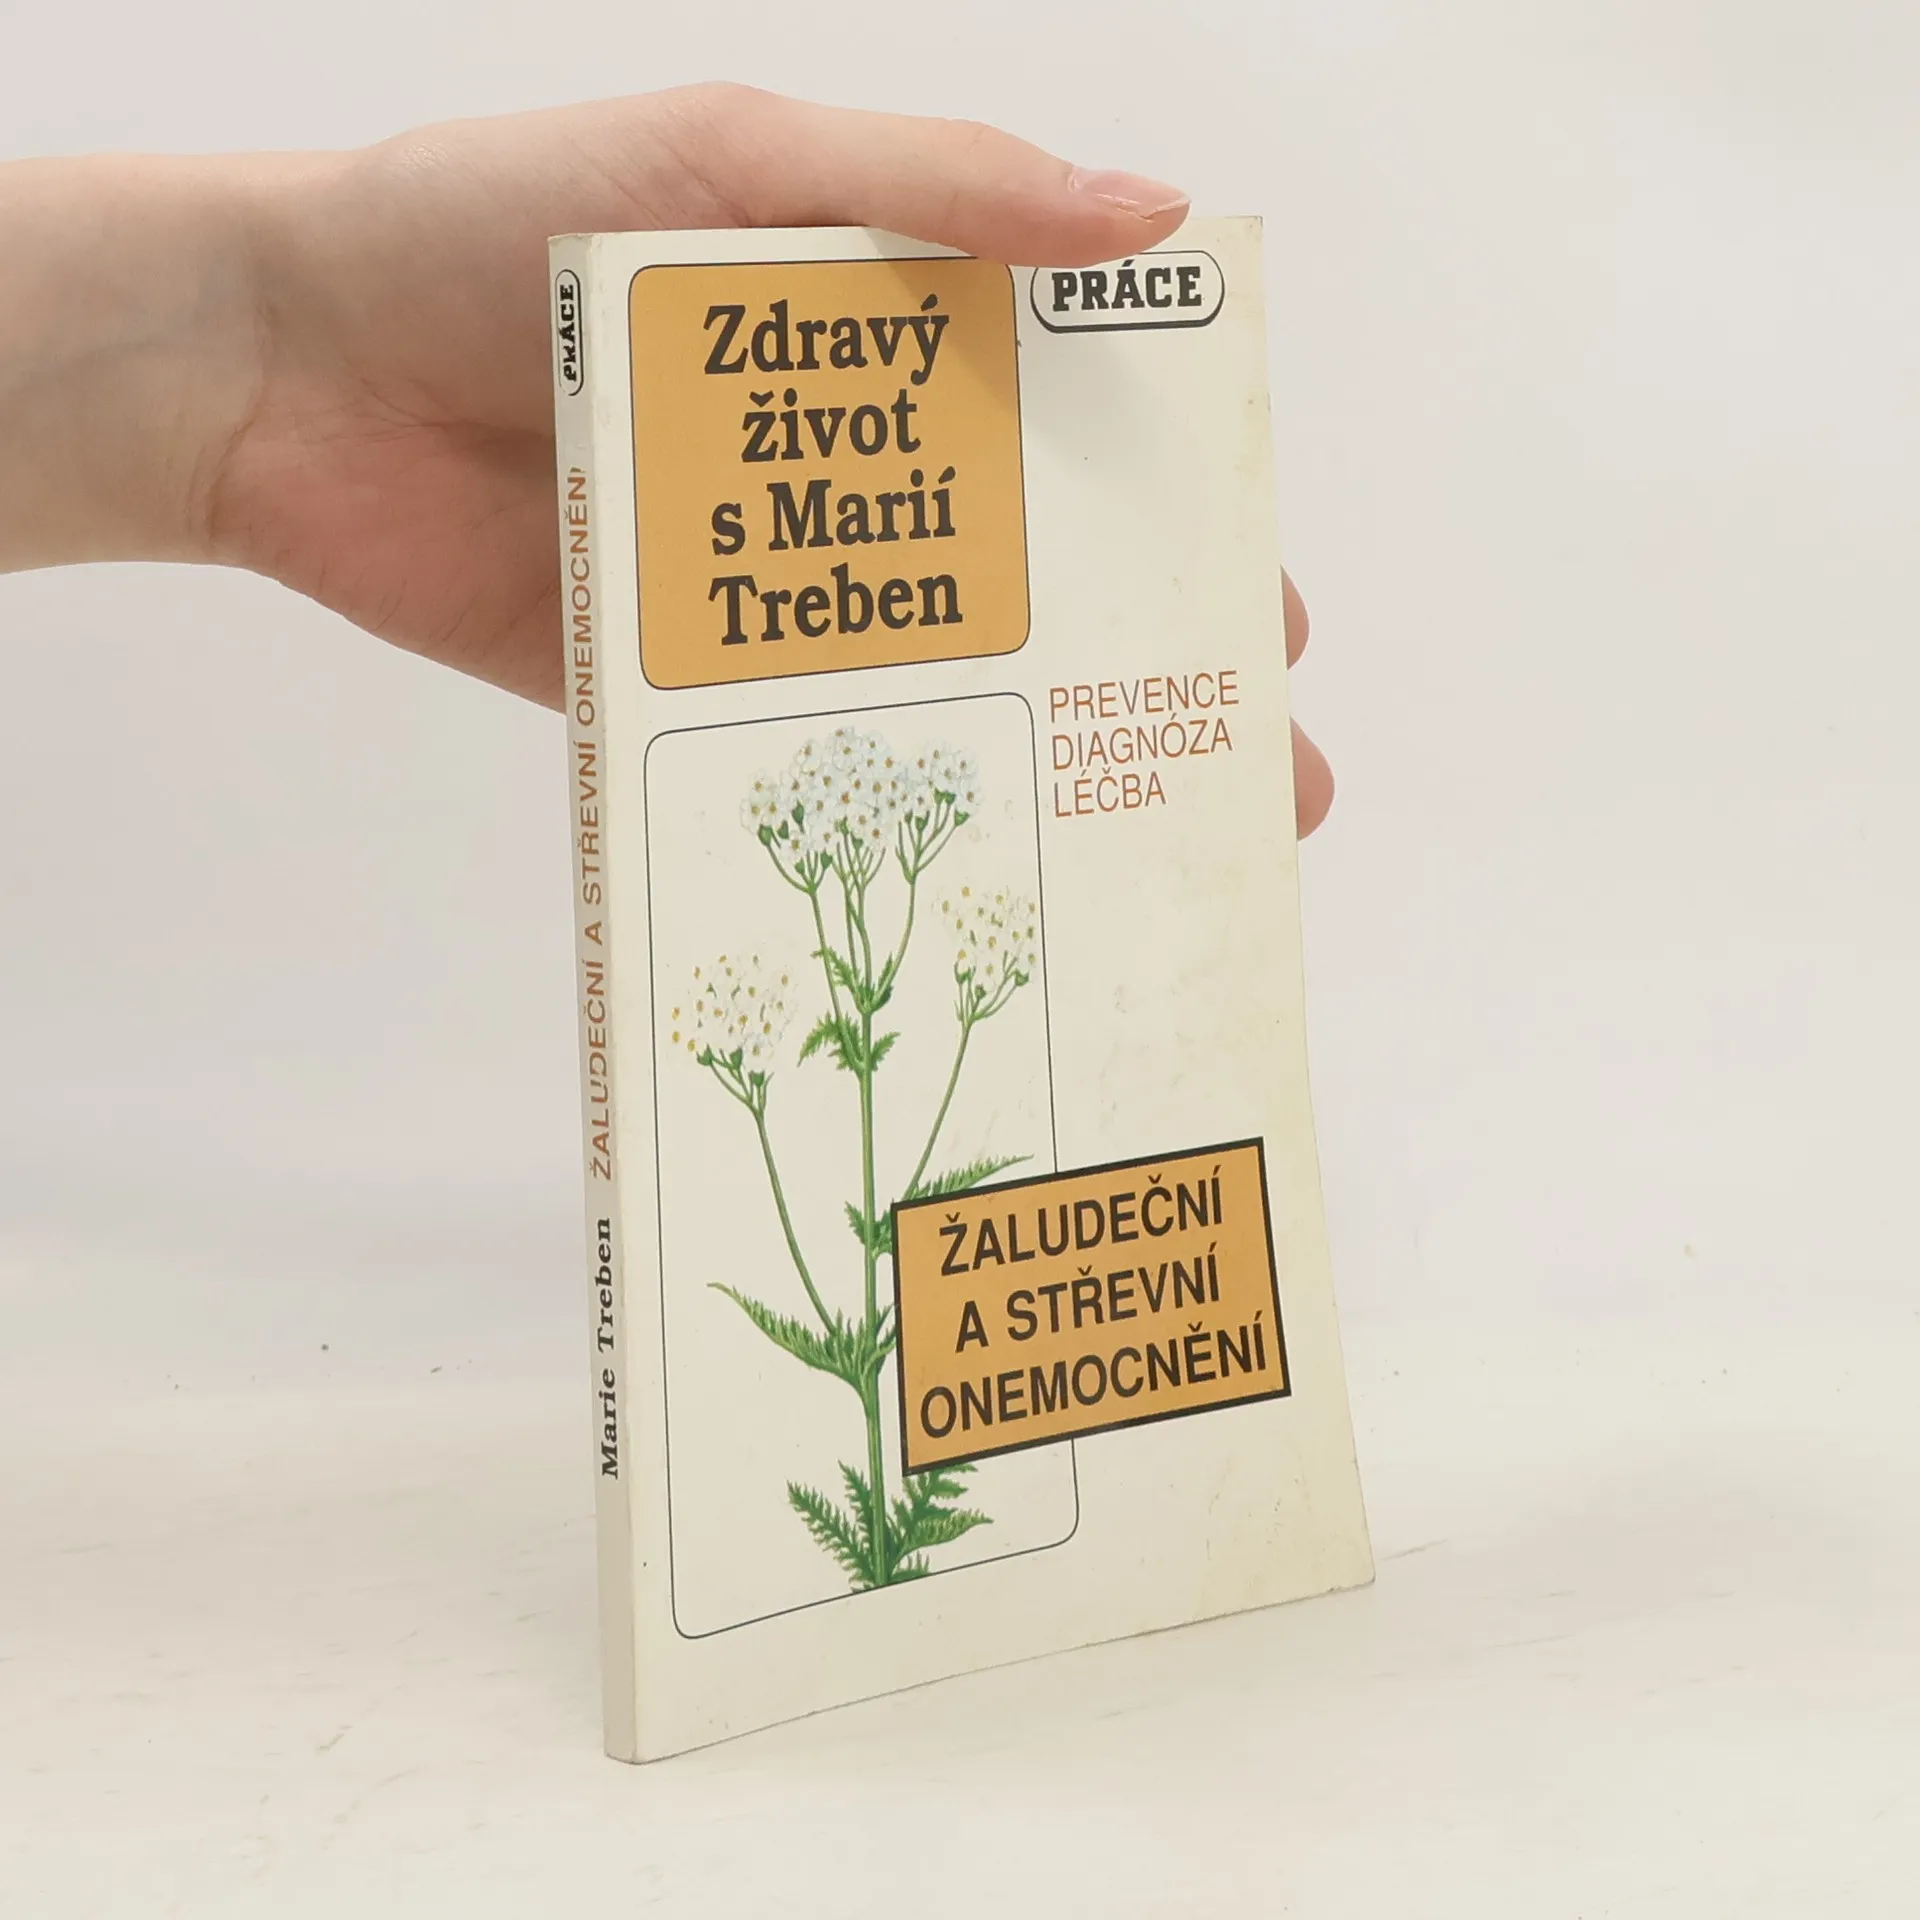 PRÁCE
Zdravý
život
s Marií
Treben
PREVENCE
DIAGNÓZA
LÉČBA
ŽALUDEČNÍ
A STŘEVNÍ
ONEMOCNĚNÍ
Marie Treben ŽALUDEČNÍ A STŘEVNÍ ONEMOCNĚNÍ PRÁCE